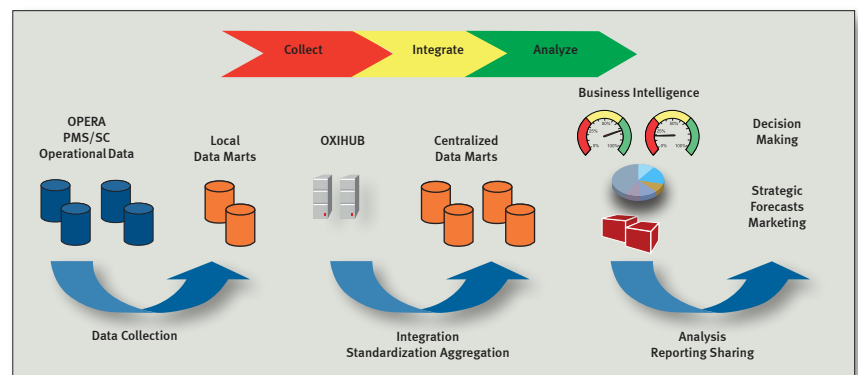 Collect
Integrate
Analyze
OPERA
PMS/SC
Operational Data
Local
Data Marts
OXIHUB
Centralized
Data Marts
Business Intelligence
Decision
Making
Strategic
Forecasts
Marketing
Data Collection
Integration
Standardization Aggregation
Analysis
Reporting Sharing